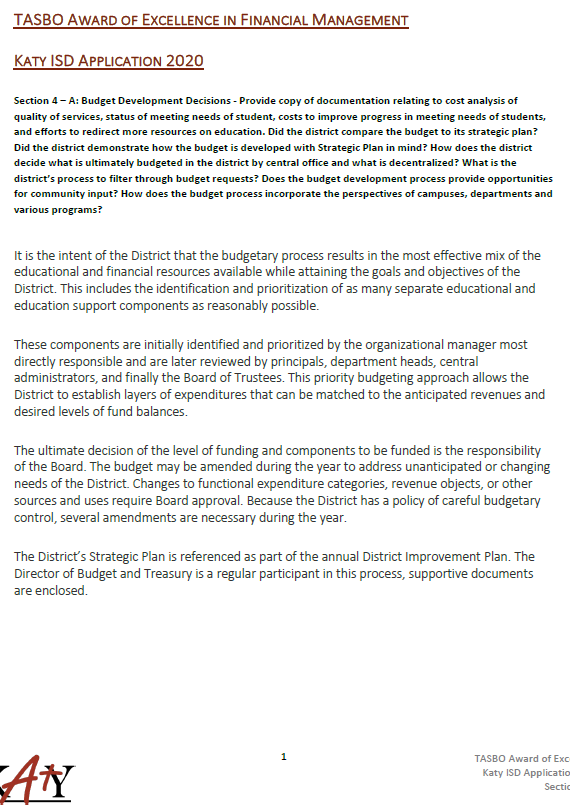 TASBO AWARD OF EXCELLENCE IN FINANCIAL MANAGEMENT
KATY ISD APPLICATION 2020
Section 4 – A: Budget Development Decisions - Provide copy of documentation relating to cost analysis of
quality of services, status of meeting needs of student, costs to improve progress in meeting needs of students,
and efforts to redirect more resources on education. Did the district compare the budget to its strategic plan?
Did the district demonstrate how the budget is developed with Strategic Plan in mind? How does the district
decide what is ultimately budgeted in the district by central office and what is decentralized? What is the
district's process to filter through budget requests? Does the budget development process provide opportunities
for community input? How does the budget process incorporate the perspectives of campuses, departments and
various programs?
It is the intent of the District that the budgetary process results in the most effective mix of the
educational and financial resources available while attaining the goals and objectives of the
District. This includes the identification and prioritization of as many separate educational and
education support components as reasonably possible.
These components are initially identified and prioritized by the organizational manager most
directly responsible and are later reviewed by principals, department heads, central
administrators, and finally the Board of Trustees. This priority budgeting approach allows the
District to establish layers of expenditures that can be matched to the anticipated revenues and
desired levels of fund balances.
The ultimate decision of the level of funding and components to be funded is the responsibility
of the Board. The budget may be amended during the year to address unanticipated or changing
needs of the District. Changes to functional expenditure categories, revenue objects, or other
sources and uses require Board approval. Because the District has a policy of careful budgetary
control, several amendments are necessary during the year.
The District's Strategic Plan is referenced as part of the annual District Improvement Plan. The
Director of Budget and Treasury is a regular participant in this process, supportive documents
are enclosed.
1
TASBO Award of Exc
Katy ISD Applicatio
Sectio
KATY